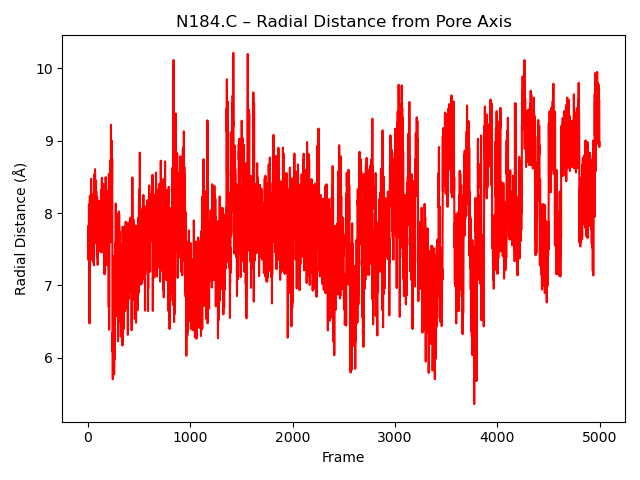 N184.C – Radial Distance from Pore Axis
Radial Distance (Å)
10
9
8
7
6
0 1000 2000 3000 4000 5000
Frame